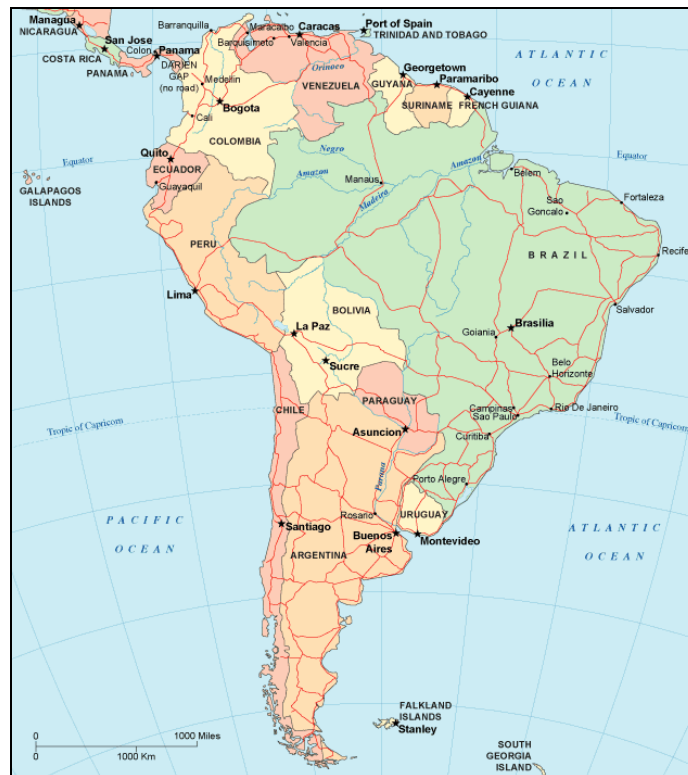 Managua
NICARAGUA
San Jose
COSTA RICA
Colon
Panama
PANAMA
DARIEN
GAP
(no road)
Barranquilla
Maracaibo
Barquisimeto
Caracas
Valencia
Port of Spain
TRINIDAD AND TOBAGO
ATLANTIC
OCEAN
Medellin
Orinoco
VENEZUELA
Georgetown
GUYANA
Paramaribo
SURINAME
Cayenne
FRENCH GUIANA
Bogota
Cali
COLOMBIA
Equator
Quito
ECUADOR
Guayaquil
GALAPAGOS
ISLANDS
Negro
Amazon
Manaus
Madreira
Amazon
Equator
Belem
Sao
Goncalo
Fortaleza
PERU
BRAZIL
Recife
Lima
BOLIVIA
La Paz
Sucre
Salvador
Goiania
Brasilia
Belo
Horizonte
PARAGUAY
CHILE
Asuncion
Campinas
Sao Paulo
Rio De Janeiro
Tropic of Capricorn
Tropic of Capricorn
Curitiba
Parana
Porto Alegre
PACIFIC
OCEAN
Santiago
Rosario
URUGUAY
Buenos
Aires
Montevideo
ARGENTINA
ATLANTIC
OCEAN
FALKLAND
ISLANDS
Stanley
0
1000 Miles
0
1000 Km
SOUTH
GEORGIA
ISLAND